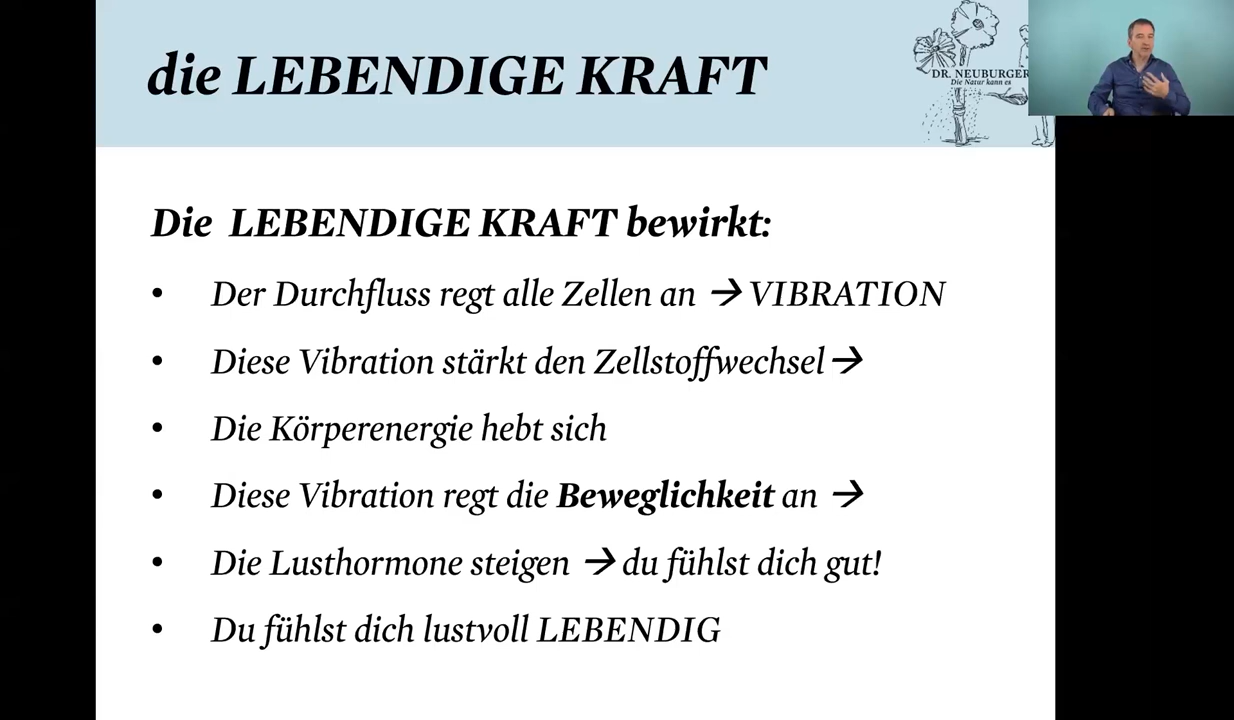 die LEBENDIGE KRAFT
DR. NEUBURGER
Die Natur kann es
Die LEBENDIGE KRAFT bewirkt:
• Der Durchfluss regt alle Zellen an → VIBRATION
• Diese Vibration stärkt den Zellstoffwechsel→
• Die Körperenergie hebt sich
• Diese Vibration regt die Beweglichkeit an →
• Die Lusthormone steigen → du fühlst dich gut!
• Du fühlst dich lustvoll LEBENDIG